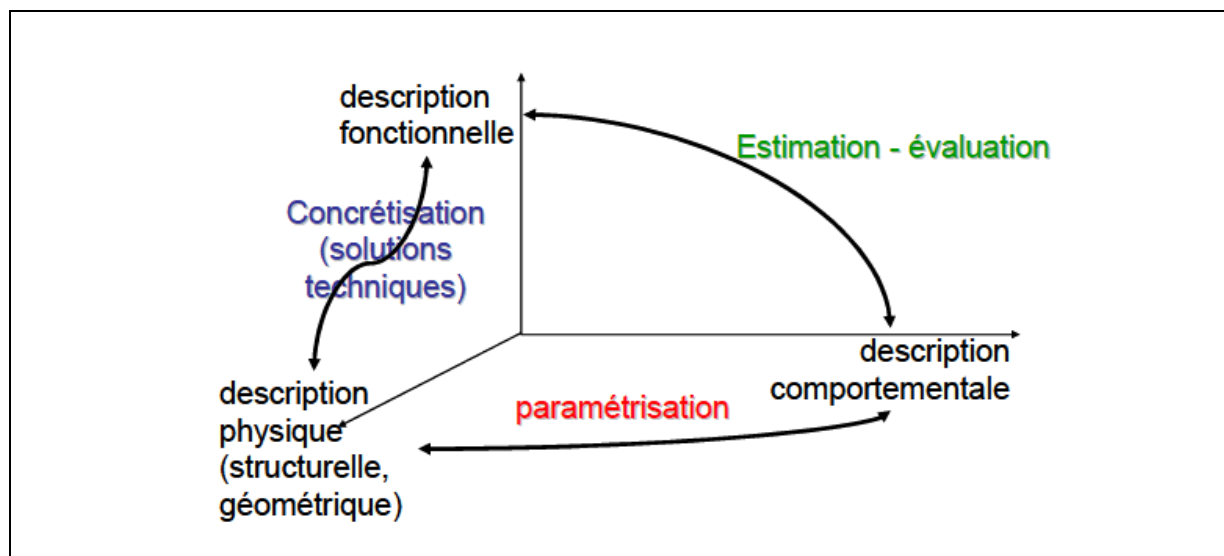 description
fonctionnelle
Estimation - évaluation
Concrétisation
(solutions
techniques)
description
comportementale
description
physique
(structurelle,
géométrique)
paramétrisation